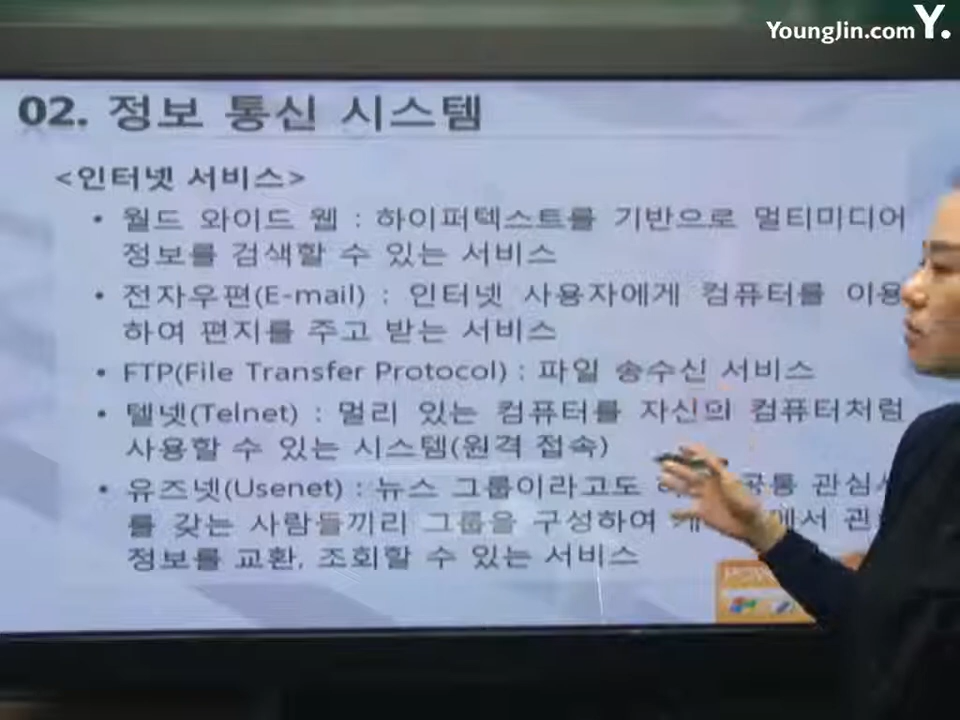 YoungJin.com Y.
02. 정보 통신 시스템
<인터넷 서비스>
• 월드 와이드 웹 : 하이퍼텍스트를 기반으로 멀티미디어
정보를 검색할 수 있는 서비스
• 전자우편(E-mail) : 인터넷 사용자에게 컴퓨터를 이용
하여 편지를 주고 받는 서비스
• FTP(File Transfer Protocol) : 파일 송수신 서비스
• 텔넷(Telnet) : 멀리 있는 컴퓨터를 자신의 컴퓨터처럼
사용할 수 있는 시스템(원격 접속)
• 유즈넷(Usenet) : 뉴스 그룹이라고도 공통
를 갖는 사람들끼리 그룹을 구성하여
정보를 교환, 조회할 수 있는 서비스